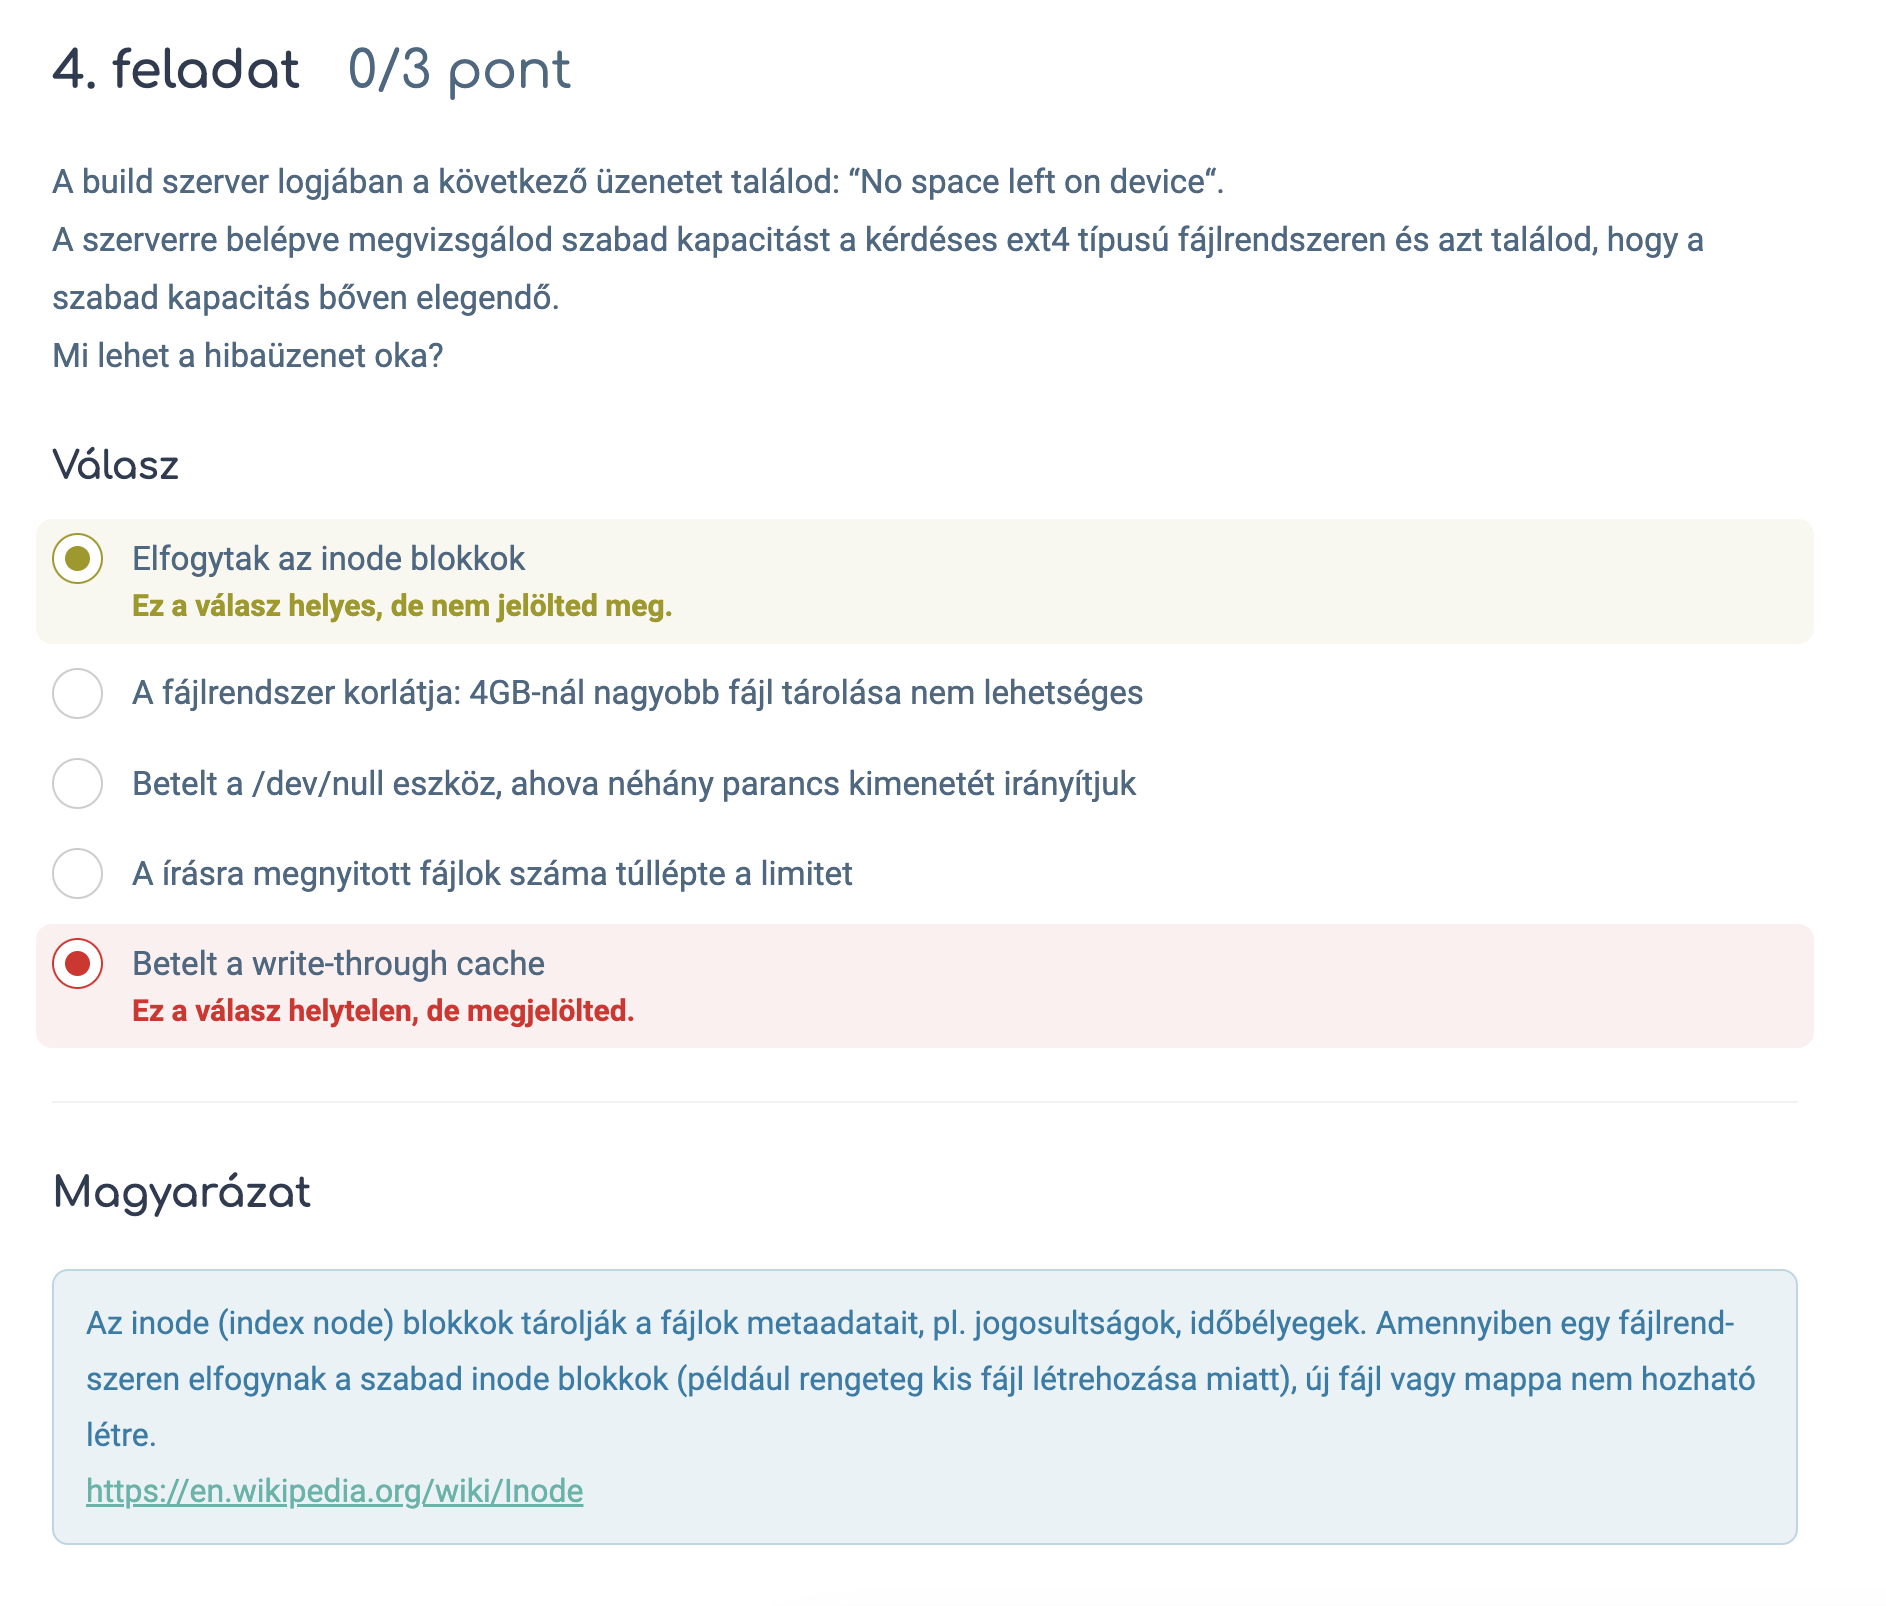 4. feladat 0/3 pont
A build szerver logjában a következő üzenetet találod: “No space left on device“.
A szerverre belépve megvizsgálod szabad kapacitást a kérdéses ext4 típusú fájlrendszeren és azt találod, hogy a
szabad kapacitás bőven elegendő.
Mi lehet a hibaüzenet oka?
Válasz
Elfogytak az inode blokkok
Ez a válasz helyes, de nem jelölted meg.
A fájlrendszer korlátja: 4GB-nál nagyobb fájl tárolása nem lehetséges
Betelt a /dev/null eszköz, ahova néhány parancs kimenetét irányítjuk
A írásra megnyitott fájlok száma túllépte a limitet
Betelt a write-through cache
Ez a válasz helytelen, de megjelölted.
Magyarázat
Az inode (index node) blokkok tárolják a fájlok metaadatait, pl. jogosultságok, időbélyegek. Amennyiben egy fájlrend-
szeren elfogynak a szabad inode blokkok (például rengeteg kis fájl létrehozása miatt), új fájl vagy mappa nem hozható
létre.
https://en.wikipedia.org/wiki/Inode